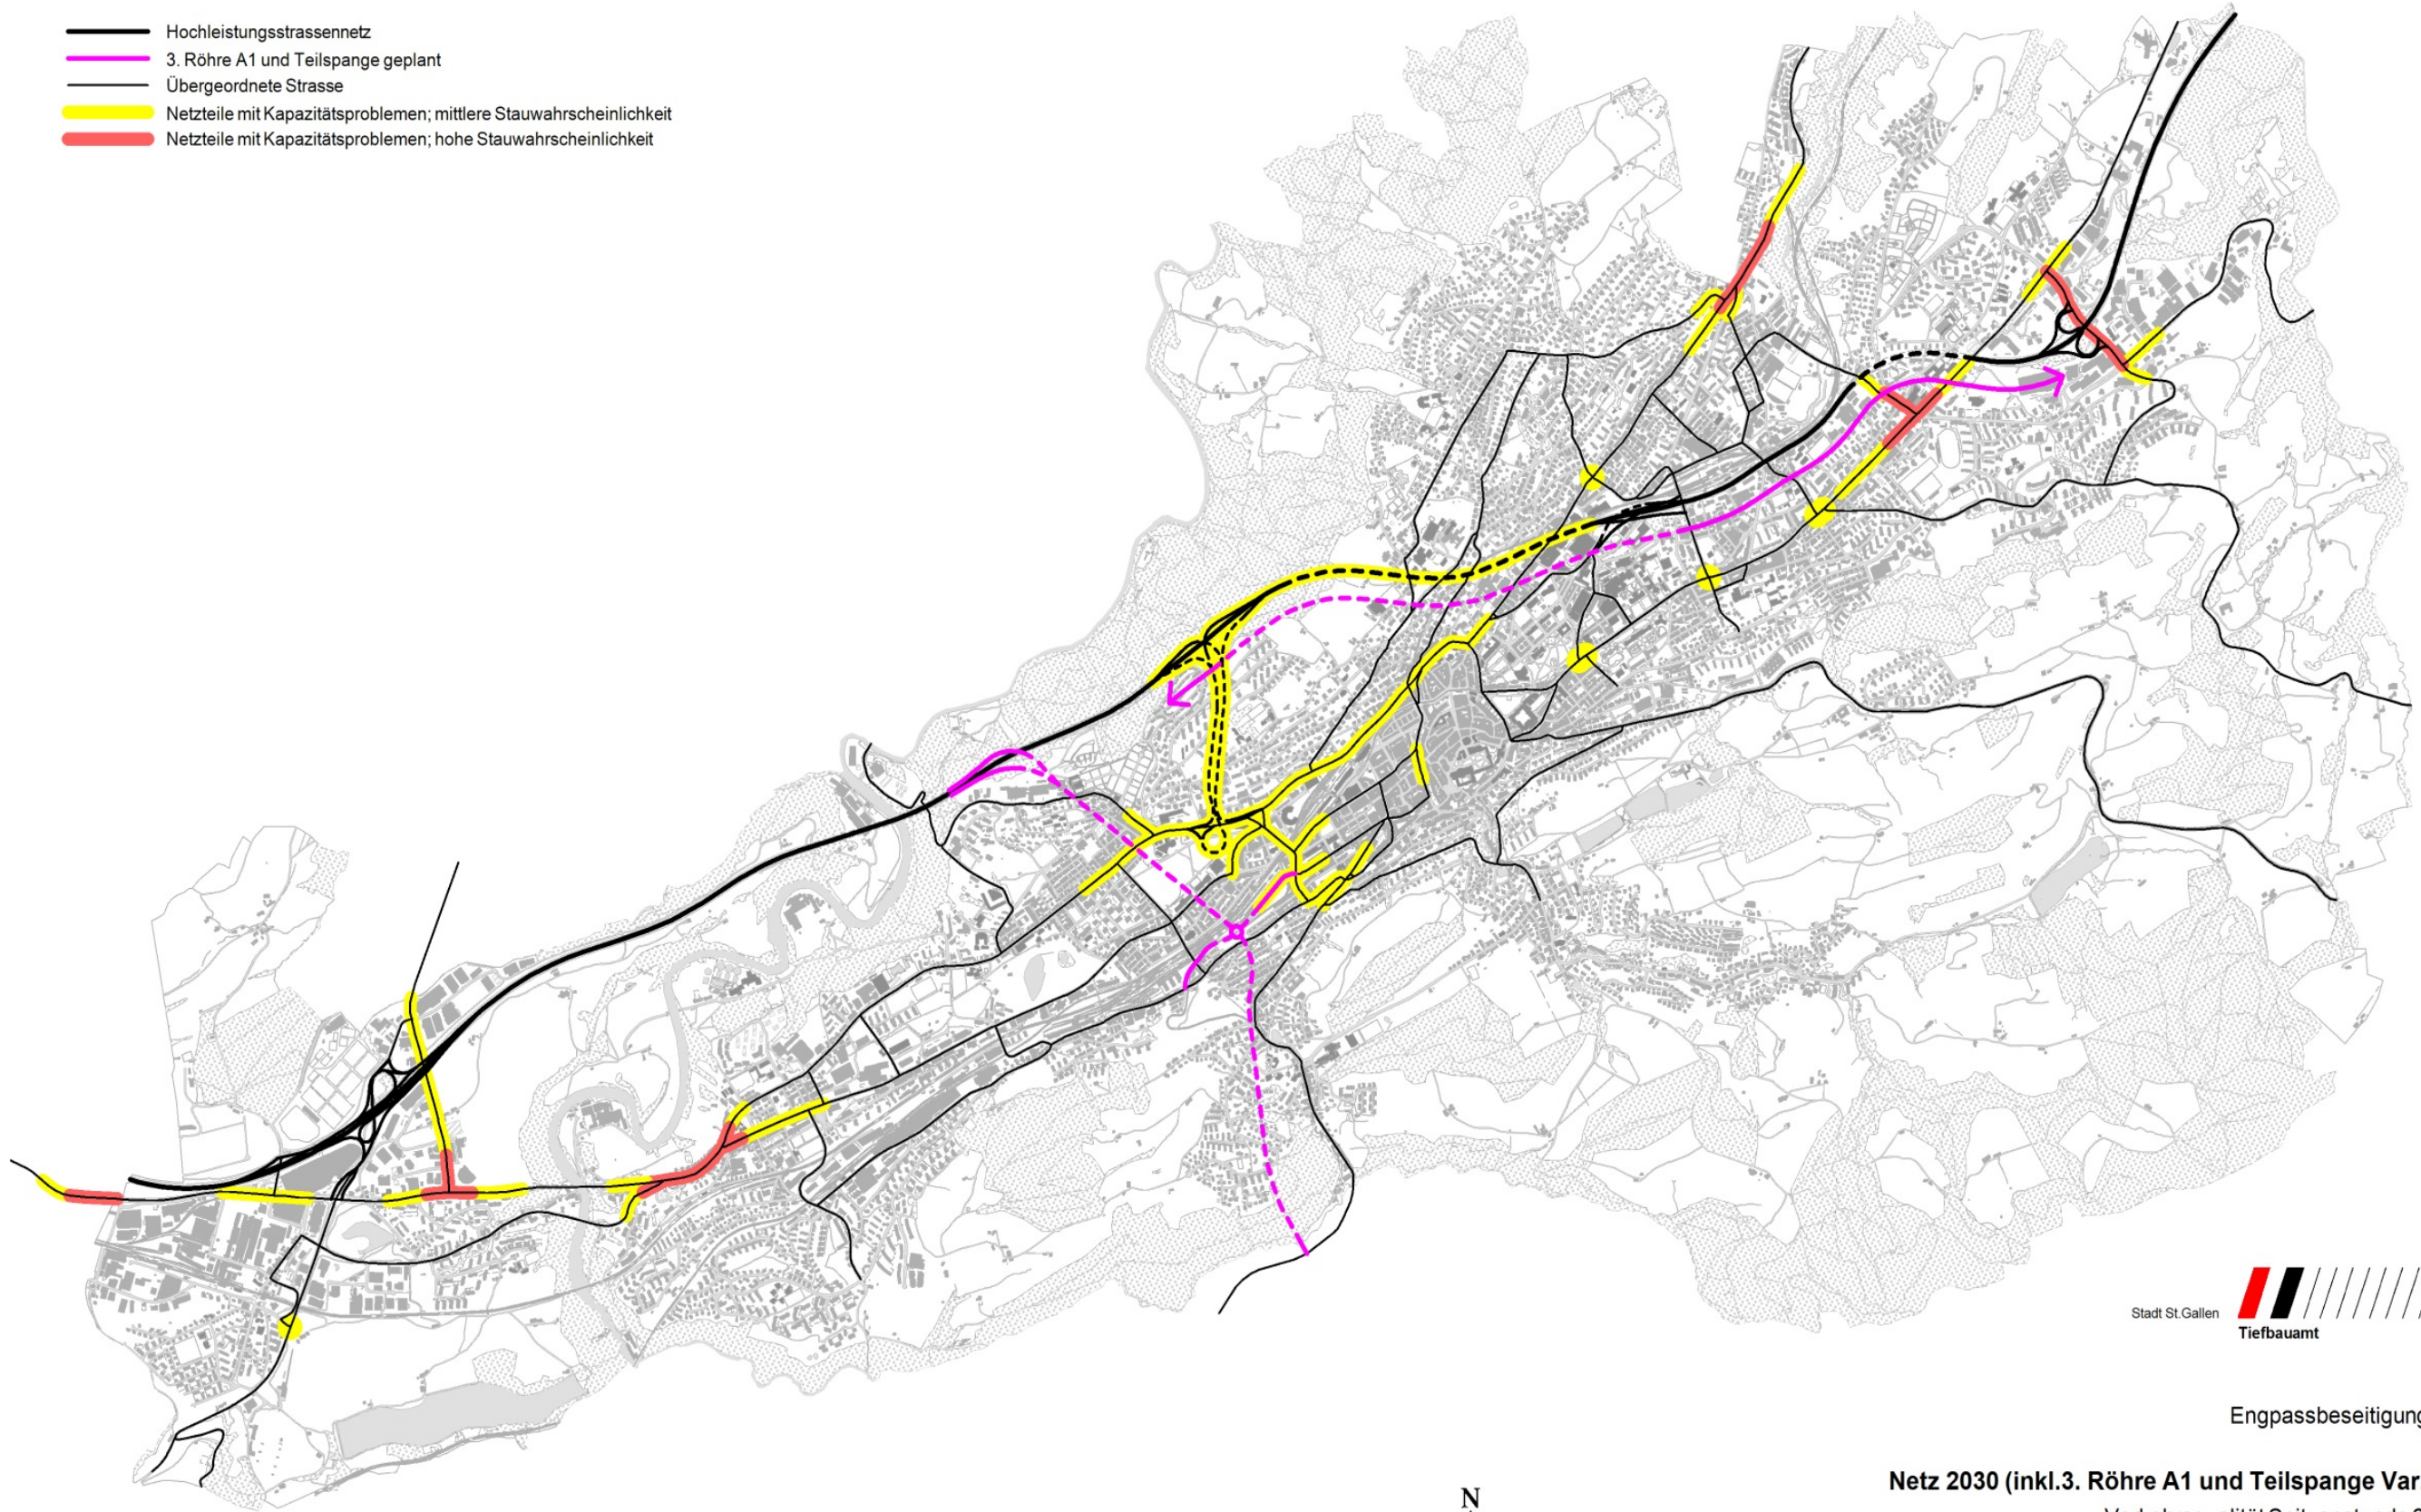 Hochleistungsstrassennetz
3. Röhre A1 und Teilspange geplant
Übergeordnete Strasse
Netzteile mit Kapazitätsproblemen; mittlere Stauwahrscheinlichkeit
Netzteile mit Kapazitätsproblemen; hohe Stauwahrscheinlichkeit
Stadt St.Gallen
Tiefbauamt
Engpassbeseitigung
Netz 2030 (inkl.3. Röhre A1 und Teilspange Var
N